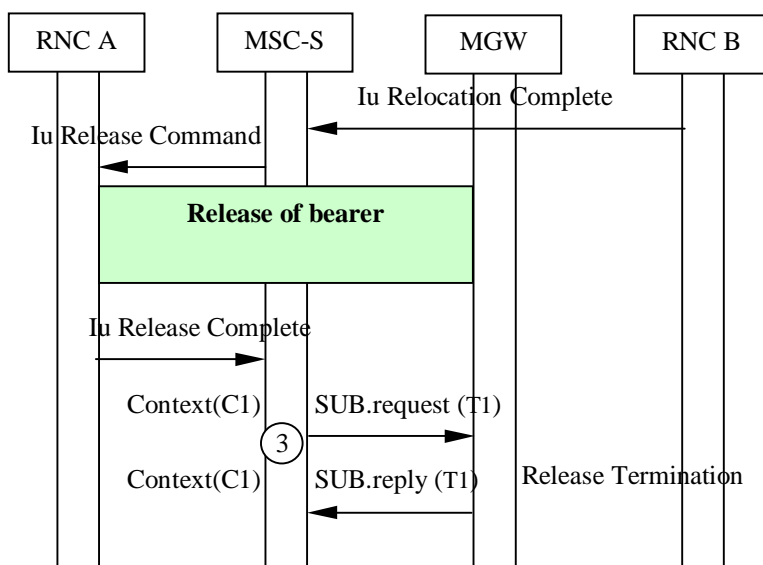 RNC A
MSC-S
MGW
RNC B
Iu Relocation Complete
Iu Release Command
Release of bearer
Iu Release Complete
Context(C1) SUB.request (T1)
3
Context(C1) SUB.reply (T1) Release Termination